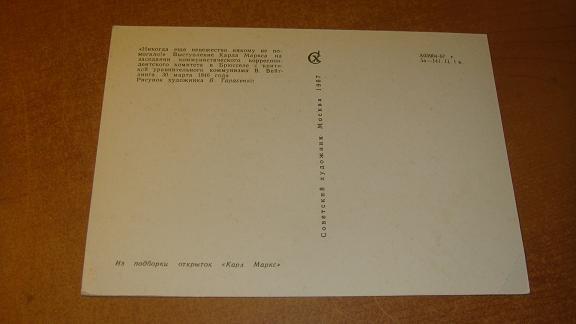 «Никогда еще невежество никому не по-
могало!» Выступление Карла Маркса на
заседании коммунистического корреспон-
дентского комитета в Брюсселе с крити-
кой уравнительного коммунизма В. Вейт-
линга. 30 марта 1846 года
Рисунок художника В. Тарасенко
Из подборки открыток «Карл Маркс»
Советский художник Москва 1967